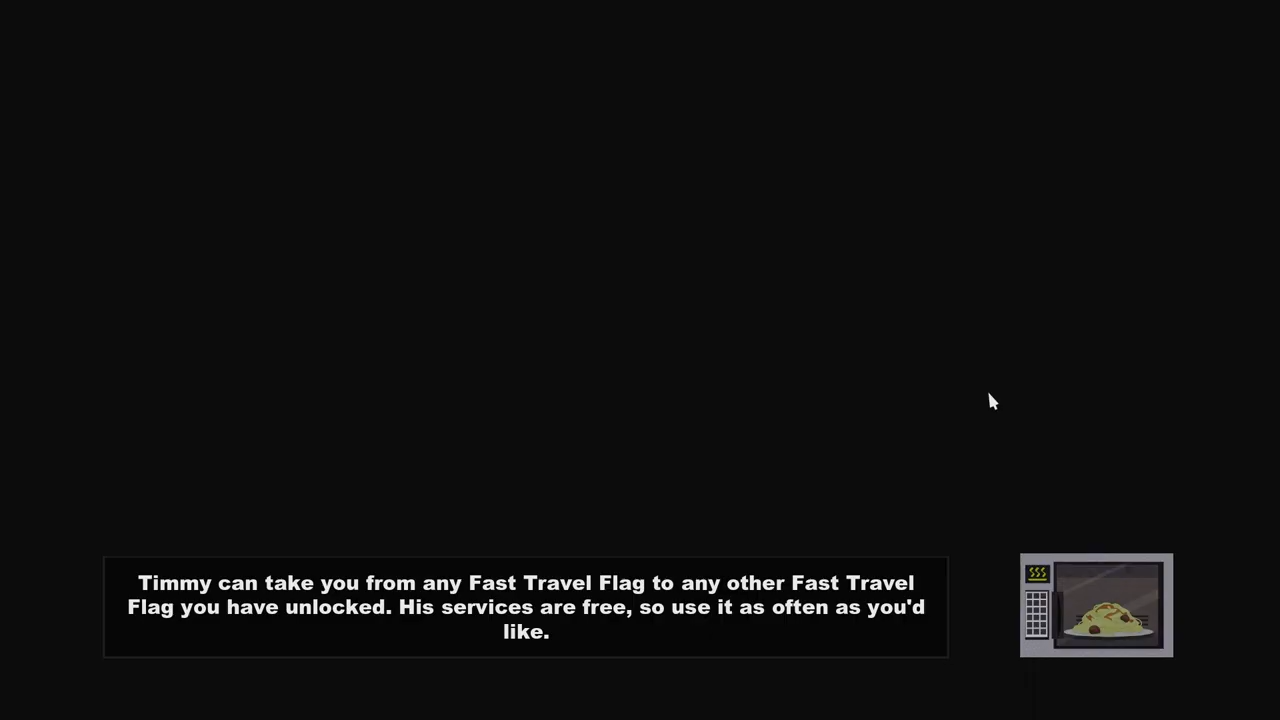 Timmy can take you from any Fast Travel Flag to any other Fast Travel
Flag you have unlocked. His services are free, so use it as often as you'd
like.